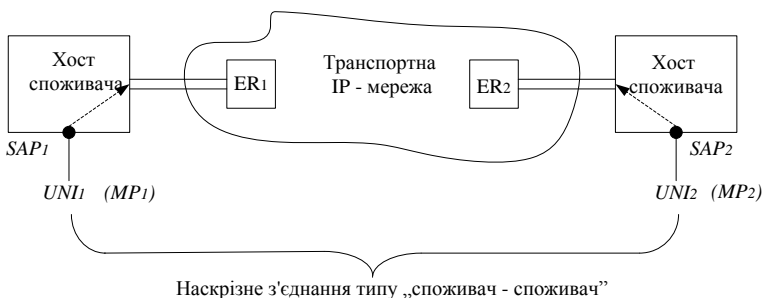 Хост
споживача
ER1
Транспортна
IP - мережа
ER2
Хост
споживача
SAP1
SAP2
UNI1 (MP1)
UNI2 (MP2)
Наскрізне з'єднання типу „споживач - споживач”